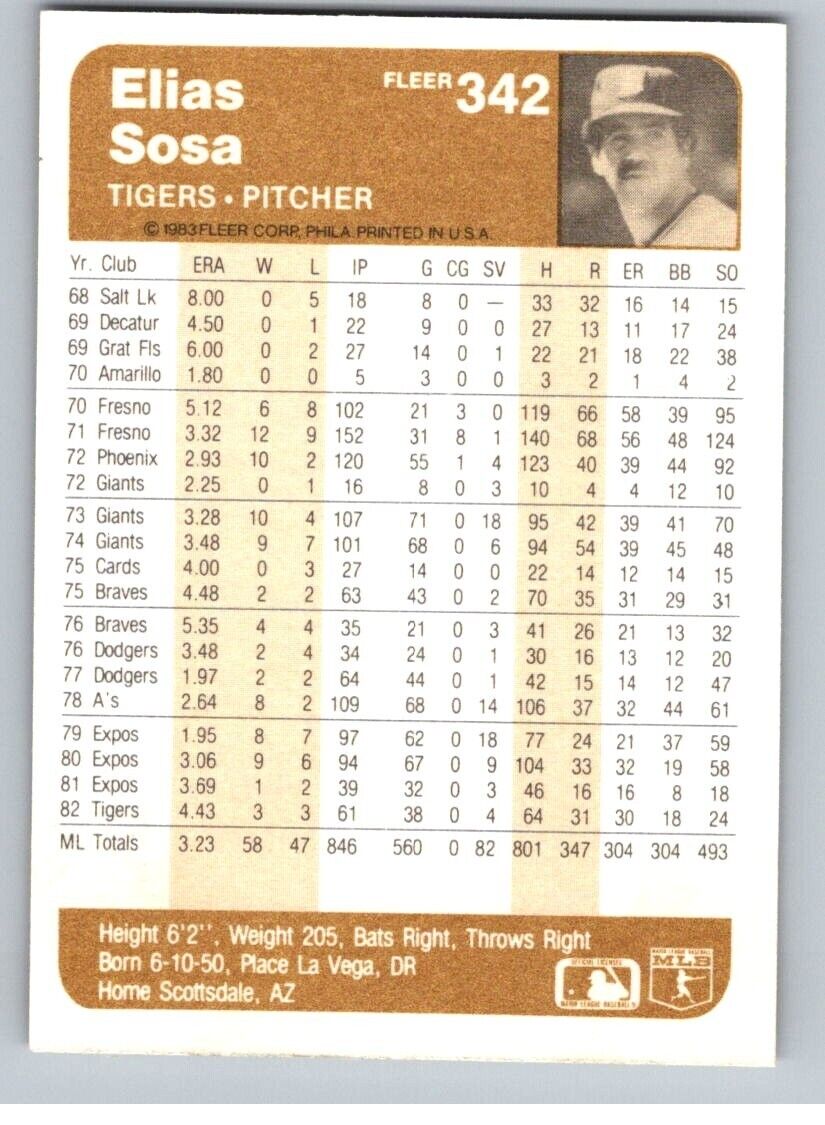 Elias
FLEER 342
Sosa
TIGERS • PITCHER
© 1983 FLEER CORP, PHILA. PRINTED IN U.S.A.
Yr. Club ERA W L IP G CG SV H R ER BB SO
68 Salt Lk 8.00 0 5 18 8 0 — 33 32 16 14 15
69 Decatur 4.50 0 1 22 9 0 0 27 13 11 17 24
69 Grat Fls 6.00 0 2 27 14 0 1 22 21 18 22 38
70 Amarillo 1.80 0 0 5 3 0 0 3 2 1 4 2
70 Fresno 5.12 6 8 102 21 3 0 119 66 58 39 95
71 Fresno 3.32 12 9 152 31 8 1 140 68 56 48 124
72 Phoenix 2.93 10 2 120 55 1 4 123 40 39 44 92
72 Giants 2.25 0 1 16 8 0 3 10 4 4 12 10
73 Giants 3.28 10 4 107 71 0 18 95 42 39 41 70
74 Giants 3.48 9 7 101 68 0 6 94 54 39 45 48
75 Cards 4.00 0 3 27 14 0 0 22 14 12 14 15
75 Braves 4.48 2 2 63 43 0 2 70 35 31 29 31
76 Braves 5.35 4 4 35 21 0 3 41 26 21 13 32
76 Dodgers 3.48 2 4 34 24 0 1 30 16 13 12 20
77 Dodgers 1.97 2 2 64 44 0 1 42 15 14 12 47
78 A's 2.64 8 2 109 68 0 14 106 37 32 44 61
79 Expos 1.95 8 7 97 62 0 18 77 24 21 37 59
80 Expos 3.06 9 6 94 67 0 9 104 33 32 19 58
81 Expos 3.69 1 2 39 32 0 3 46 16 16 8 18
82 Tigers 4.43 3 3 61 38 0 4 64 31 30 18 24
ML Totals 3.23 58 47 846 560 0 82 801 347 304 304 493
Height 6'2'', Weight 205, Bats Right, Throws Right
Born 6-10-50, Place La Vega, DR
Home Scottsdale, AZ
OFFICIAL LICENSEE
MAJOR LEAGUE BASEBALL
MAJOR LEAGUE BASEBALL
MLB